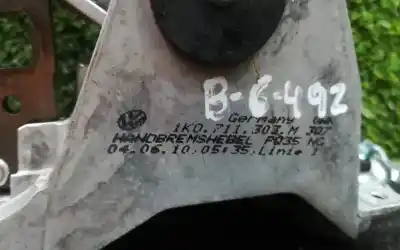 B-6-492
Germany
1K0.711.303.M 307
HANDBREMSHEBEL PQ35 NG
04.06.10.05:35.Linie 1